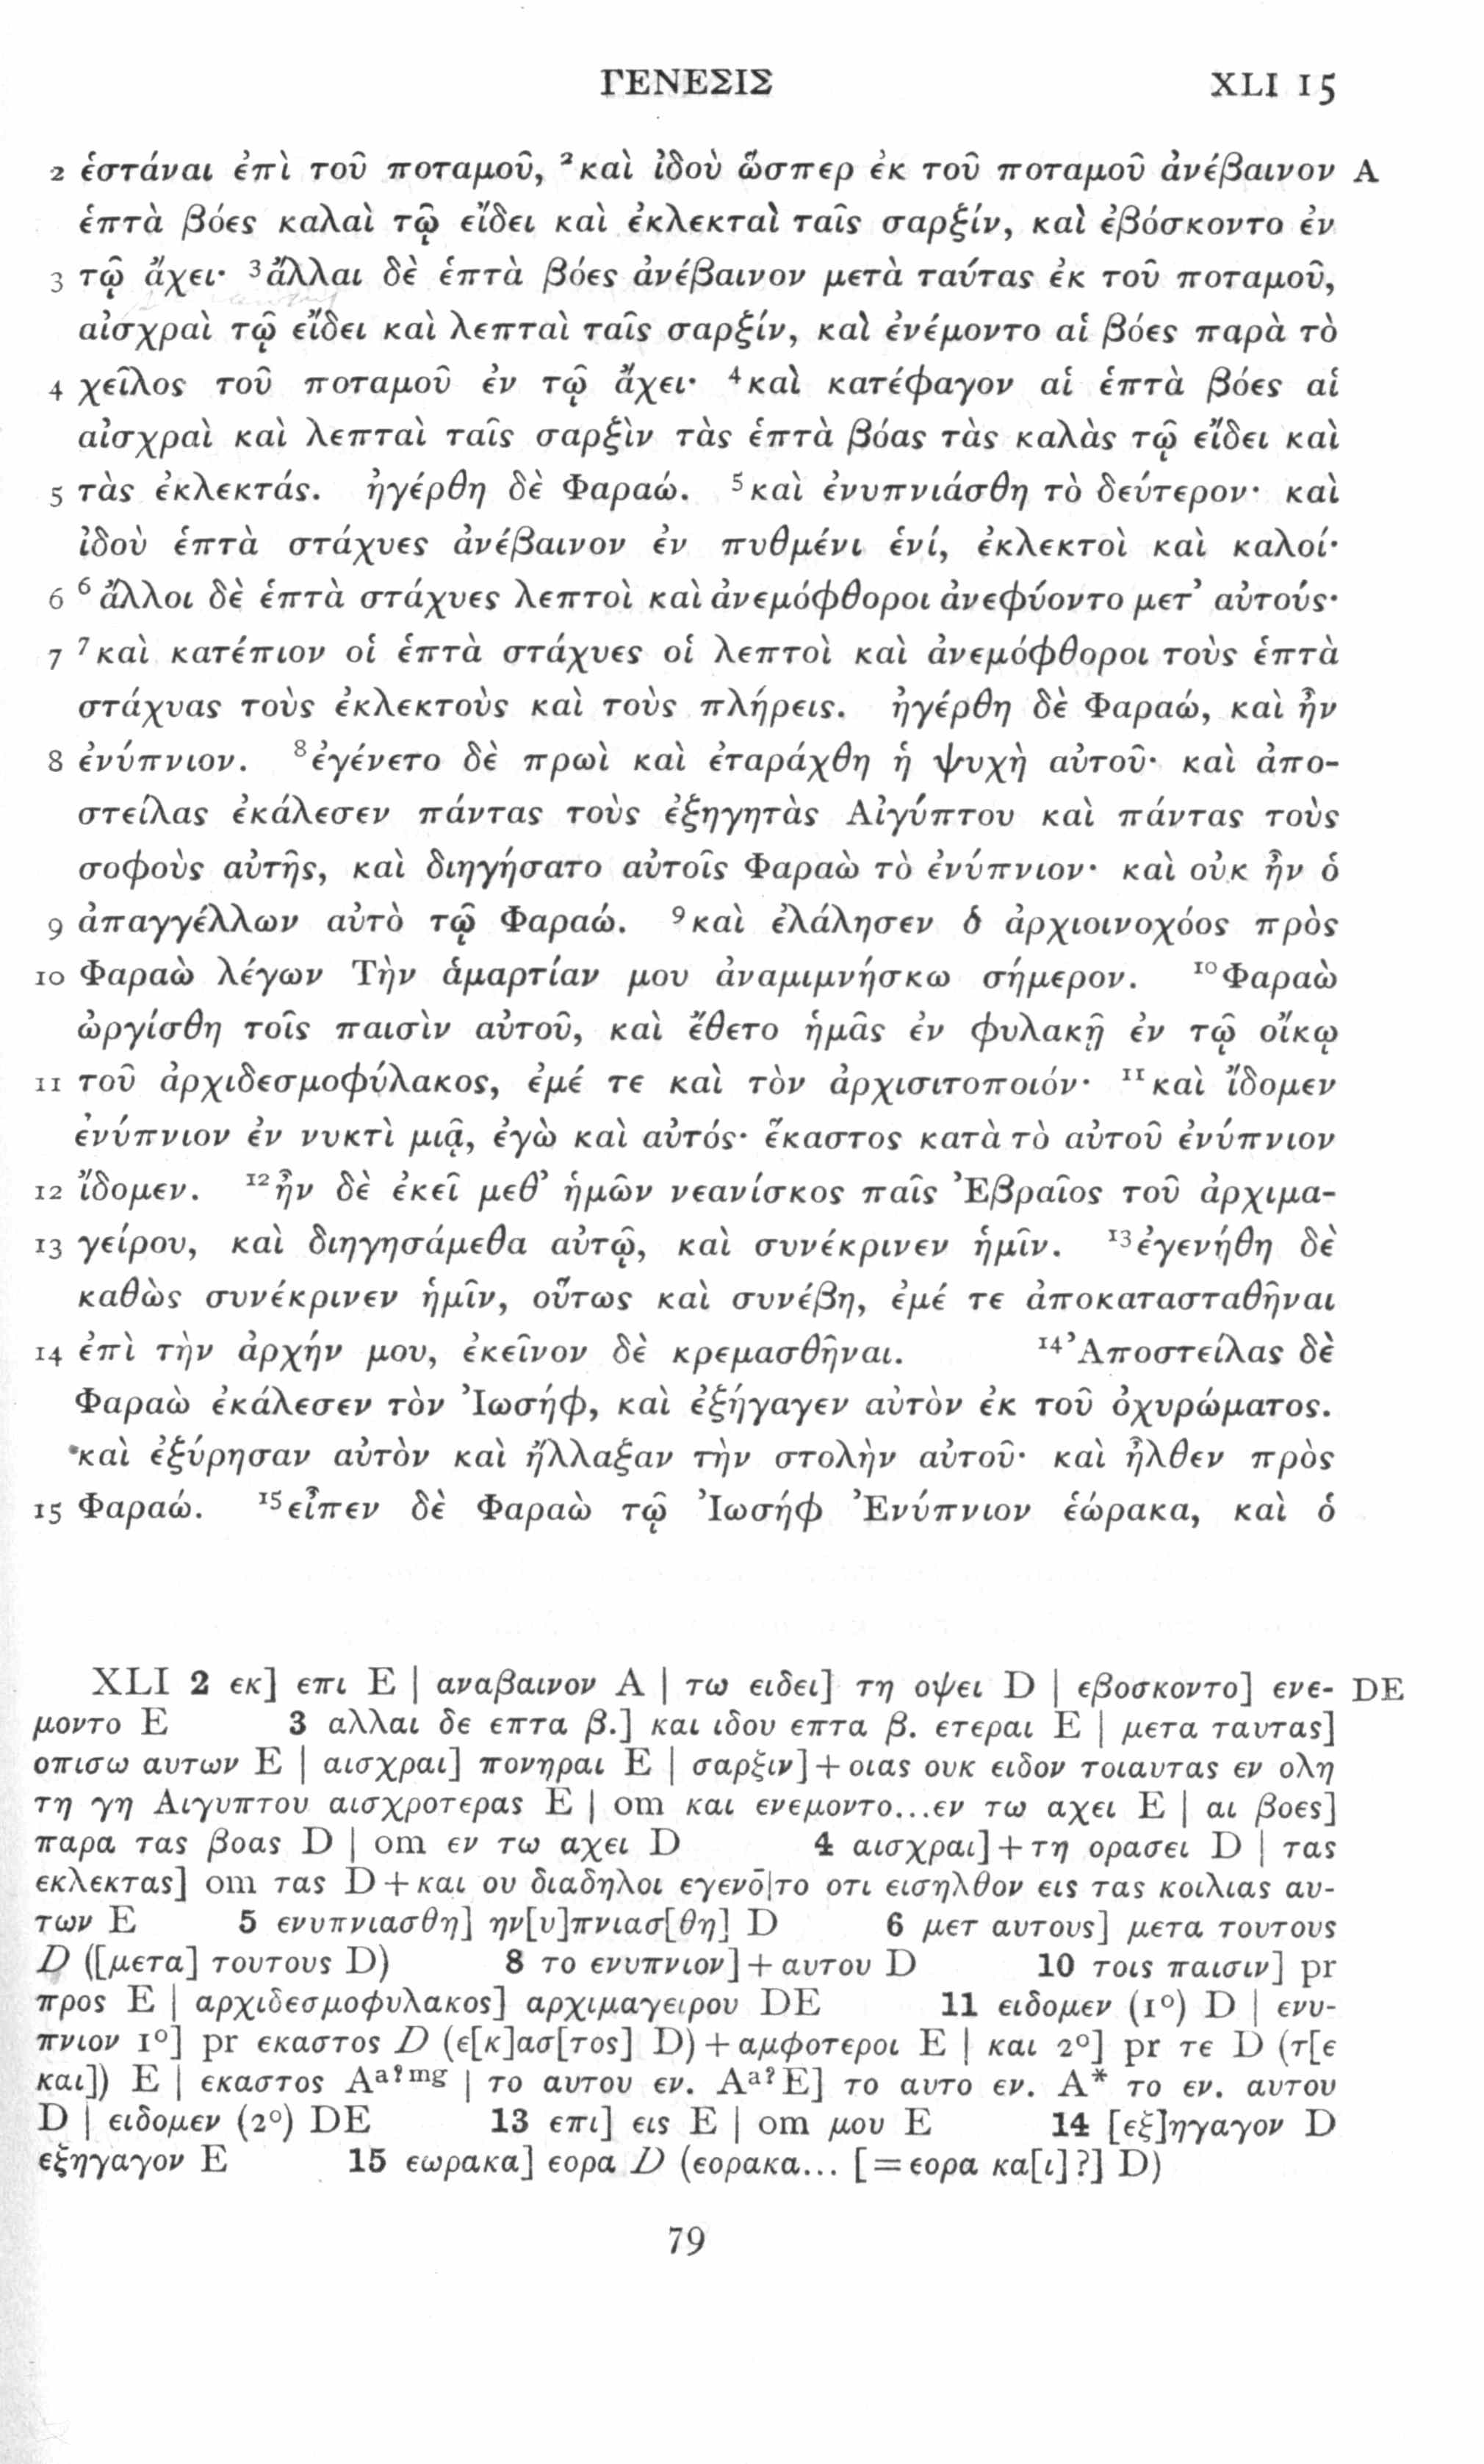 ΓΕΝΕΣΙΣ XLI 15
2 ἑστάναι ἐπὶ τοῦ ποταμοῦ, ²καὶ ἰδοὺ ὥσπερ ἐκ τοῦ ποταμοῦ ἀνέβαινον A
ἑπτὰ βόες καλαὶ τῷ εἴδει καὶ ἐκλεκταὶ ταῖς σαρξίν, καὶ ἐβόσκοντο ἐν
3 τῷ ἄχει· ³ἄλλαι δὲ ἑπτὰ βόες ἀνέβαινον μετὰ ταύτας ἐκ τοῦ ποταμοῦ,
αἰσχραὶ τῷ εἴδει καὶ λεπταὶ ταῖς σαρξίν, καὶ ἐνέμοντο αἱ βόες παρὰ τὸ
4 χεῖλος τοῦ ποταμοῦ ἐν τῷ ἄχει· ⁴καὶ κατέφαγον αἱ ἑπτὰ βόες αἱ
αἰσχραὶ καὶ λεπταὶ ταῖς σαρξὶν τὰς ἑπτὰ βόας τὰς καλὰς τῷ εἴδει καὶ
5 τὰς ἐκλεκτάς. ἠγέρθη δὲ Φαραώ. ⁵καὶ ἐνυπνιάσθη τὸ δεύτερον· καὶ
ἰδοὺ ἑπτὰ στάχυες ἀνέβαινον ἐν πυθμένι ἑνί, ἐκλεκτοὶ καὶ καλοί·
6 ⁶ἄλλοι δὲ ἑπτὰ στάχυες λεπτοὶ καὶ ἀνεμόφθοροι ἀνεφύοντο μετ’ αὐτούς·
7 ⁷καὶ κατέπιον οἱ ἑπτὰ στάχυες οἱ λεπτοὶ καὶ ἀνεμόφθοροι τοὺς ἑπτὰ
στάχυας τοὺς ἐκλεκτοὺς καὶ τοὺς πλήρεις. ἠγέρθη δὲ Φαραώ, καὶ ἦν
8 ἐνύπνιον. ⁸ἐγένετο δὲ πρωὶ καὶ ἐταράχθη ἡ ψυχὴ αὐτοῦ· καὶ ἀπο-
στείλας ἐκάλεσεν πάντας τοὺς ἐξηγητὰς Αἰγύπτου καὶ πάντας τοὺς
σοφοὺς αὐτῆς, καὶ διηγήσατο αὐτοῖς Φαραὼ τὸ ἐνύπνιον· καὶ οὐκ ἦν ὁ
9 ἀπαγγέλλων αὐτὸ τῷ Φαραώ. ⁹καὶ ἐλάλησεν ὁ ἀρχιοινοχόος πρὸς
10 Φαραὼ λέγων Τὴν ἁμαρτίαν μου ἀναμιμνήσκω σήμερον. ¹⁰Φαραὼ
ὠργίσθη τοῖς παισὶν αὐτοῦ, καὶ ἔθετο ἡμᾶς ἐν φυλακῇ ἐν τῷ οἴκῳ
11 τοῦ ἀρχιδεσμοφύλακος, ἐμέ τε καὶ τὸν ἀρχισιτοποιόν· ¹¹καὶ ἴδομεν
ἐνύπνιον ἐν νυκτὶ μιᾷ, ἐγὼ καὶ αὐτός· ἕκαστος κατὰ τὸ αὐτοῦ ἐνύπνιον
12 ἴδομεν. ¹²ἦν δὲ ἐκεῖ μεθ’ ἡμῶν νεανίσκος παῖς Ἐβραῖος τοῦ ἀρχιμα-
13 γείρου, καὶ διηγησάμεθα αὐτῷ, καὶ συνέκρινεν ἡμῖν. ¹³ἐγενήθη δὲ
καθὼς συνέκρινεν ἡμῖν, οὕτως καὶ συνέβη, ἐμέ τε ἀποκατασταθῆναι
14 ἐπὶ τὴν ἀρχήν μου, ἐκεῖνον δὲ κρεμασθῆναι. ¹⁴Ἀποστείλας δὲ
Φαραὼ ἐκάλεσεν τὸν Ἰωσήφ, καὶ ἐξήγαγεν αὐτὸν ἐκ τοῦ ὀχυρώματος.
καὶ ἐξύρησαν αὐτὸν καὶ ἤλλαξαν τὴν στολὴν αὐτοῦ· καὶ ἦλθεν πρὸς
15 Φαραώ. ¹⁵εἶπεν δὲ Φαραὼ τῷ Ἰωσήφ Ἐνύπνιον ἑώρακα, καὶ ὁ
XLI 2 εκ] επι E | αναβαινον A | τω ειδει] τη οψει D | εβοσκοντο] ενε- DE
μοντο E 3 αλλαι δε επτα β.] και ιδου επτα β. ετεραι E | μετα ταυτας]
οπισω αυτων E | αισχραι] πονηραι E | σαρξιν]+οιας ουκ ειδον τοιαυτας εν ολη
τη γη Αιγυπτου αισχροτερας E | om και ενεμοντο...εν τω αχει E | αι βοες]
παρα τας βοας D | om εν τω αχει D 4 αισχραι]+τη ορασει D | τας
εκλεκτας] om τας D+και ου διαδηλοι εγενο̄|το οτι εισηλθον εις τας κοιλιας αυ-
των E 5 ενυπνιασθη] ην[υ]πνιασ[θη] D 6 μετ αυτους] μετα τουτους
D ([μετα] τουτους D) 8 το ενυπνιον]+αυτου D 10 τοις παισιν] pr
προς E | αρχιδεσμοφυλακος] αρχιμαγειρου DE 11 ειδομεν (1°) D | ενυ-
πνιον 1°] pr εκαστος D (ε[κ]ασ[τος] D)+αμφοτεροι E | και 2°] pr τε D (τ[ε
και]) E | εκαστος Aᵃ?ᵐᵍ | το αυτου εν. Aᵃ?E] το αυτο εν. A* το εν. αυτου
D | ειδομεν (2°) DE 13 επι] εις E | om μου E 14 [εξ]ηγαγον D
εξηγαγον E 15 εωρακα] εορα D (εορακα... [=εορα κα[ι]?] D)
79